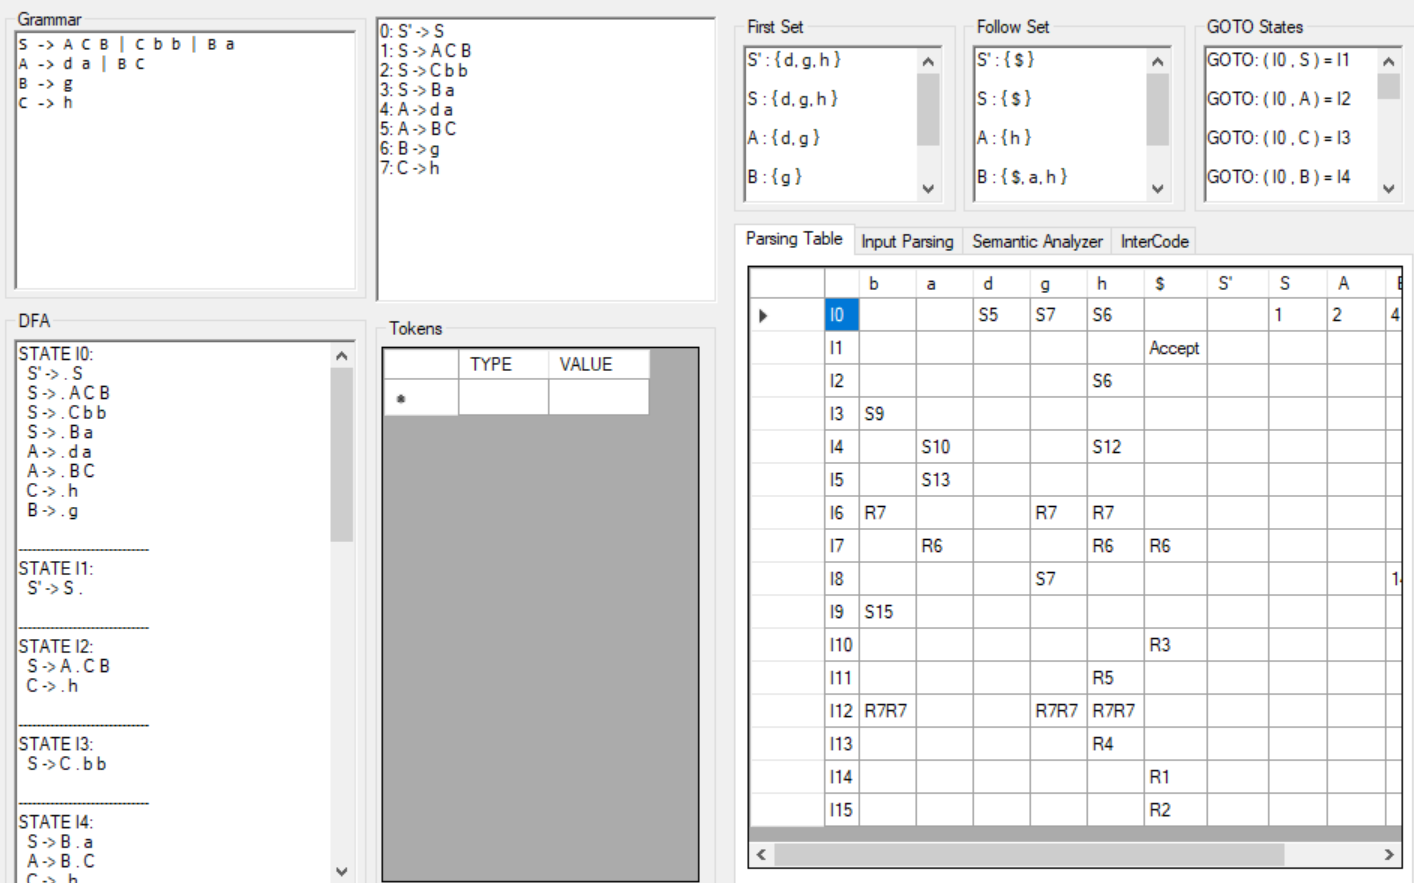 Grammar
S -> A C B | C b b | B a
A -> d a | B C
B -> g
C -> h
0: S' -> S
1: S -> A C B
2: S -> C b b
3: S -> B a
4: A -> d a
5: A -> B C
6: B -> g
7: C -> h
First Set
S' : { d, g, h }
S : { d, g, h }
A : { d, g }
B : { g }
Follow Set
S' : { $ }
S : { $ }
A : { h }
B : { $, a, h }
GOTO States
GOTO: ( I0 , S ) = I1
GOTO: ( I0 , A ) = I2
GOTO: ( I0 , C ) = I3
GOTO: ( I0 , B ) = I4
DFA
STATE I0:
S' -> . S
S -> . A C B
S -> . C b b
S -> . B a
A -> . d a
A -> . B C
C -> . h
B -> . g
----------------------------
STATE I1:
S' -> S .
----------------------------
STATE I2:
S -> A . C B
C -> . h
----------------------------
STATE I3:
S -> C . b b
----------------------------
STATE I4:
S -> B . a
A -> B . C
C -> . h
Tokens
TYPE VALUE
*
Parsing Table Input Parsing Semantic Analyzer InterCode
b a d g h $ S' S A
I0 S5 S7 S6 1 2 4
I1 Accept
I2 S6
I3 S9
I4 S10 S12
I5 S13
I6 R7 R7 R7
I7 R6 R6 R6
I8 S7
I9 S15
I10 R3
I11 R5
I12 R7R7 R7R7 R7R7
I13 R4
I14 R1
I15 R2